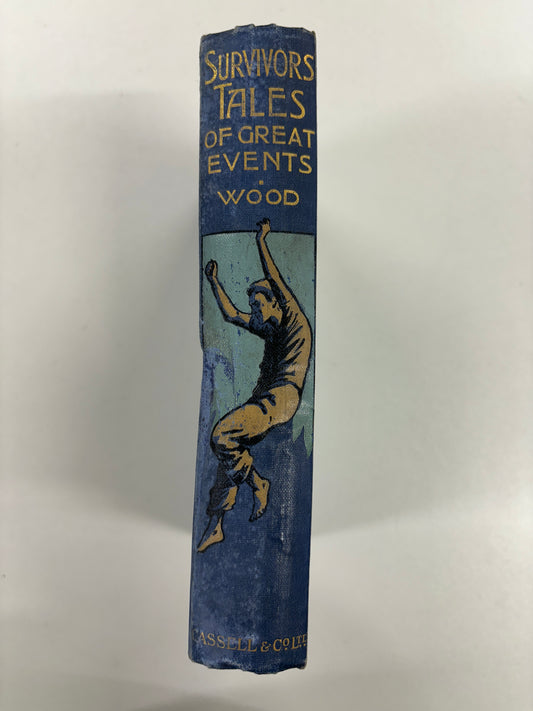 SURVIVORS
TALES
OF GREAT
EVENTS
WOOD
CASSELL & CO LTD